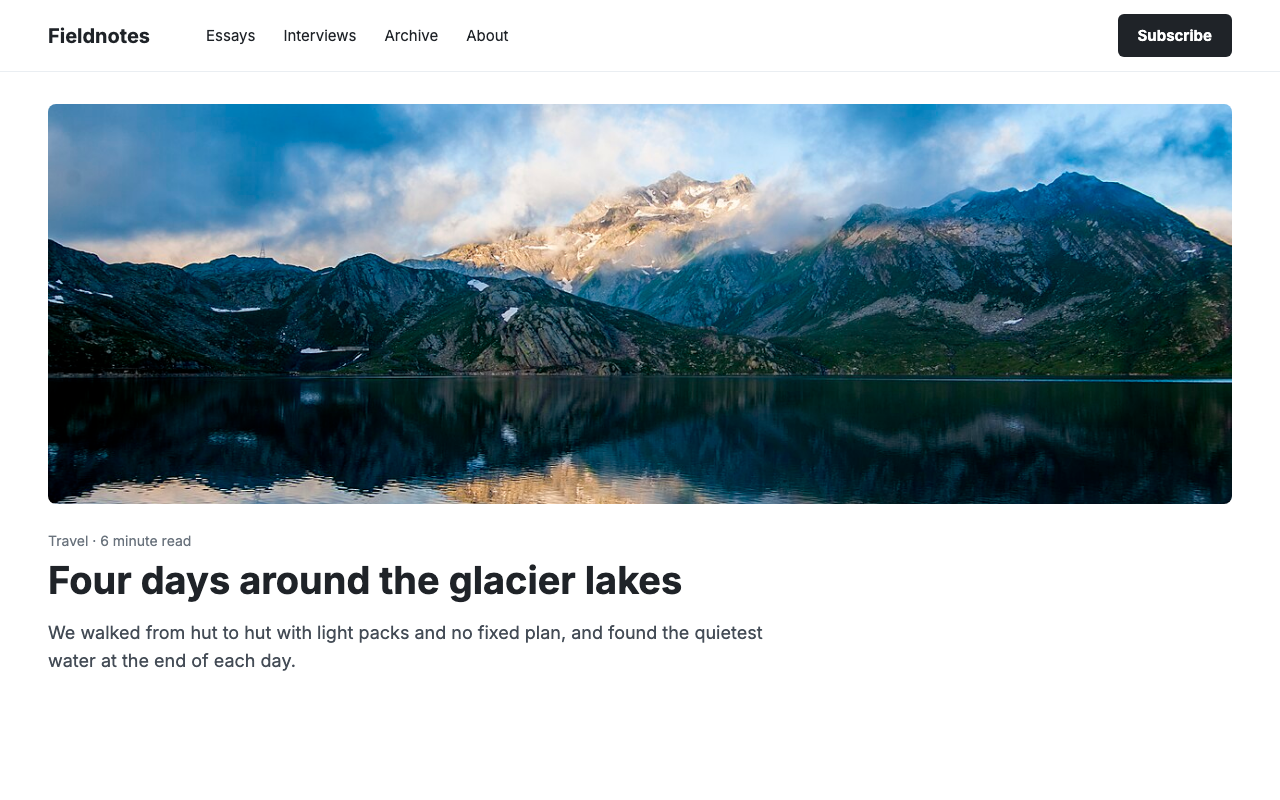 Fieldnotes
Essays
Interviews
Archive
About
Subscribe
Travel · 6 minute read
Four days around the glacier lakes
We walked from hut to hut with light packs and no fixed plan, and found the quietest
water at the end of each day.